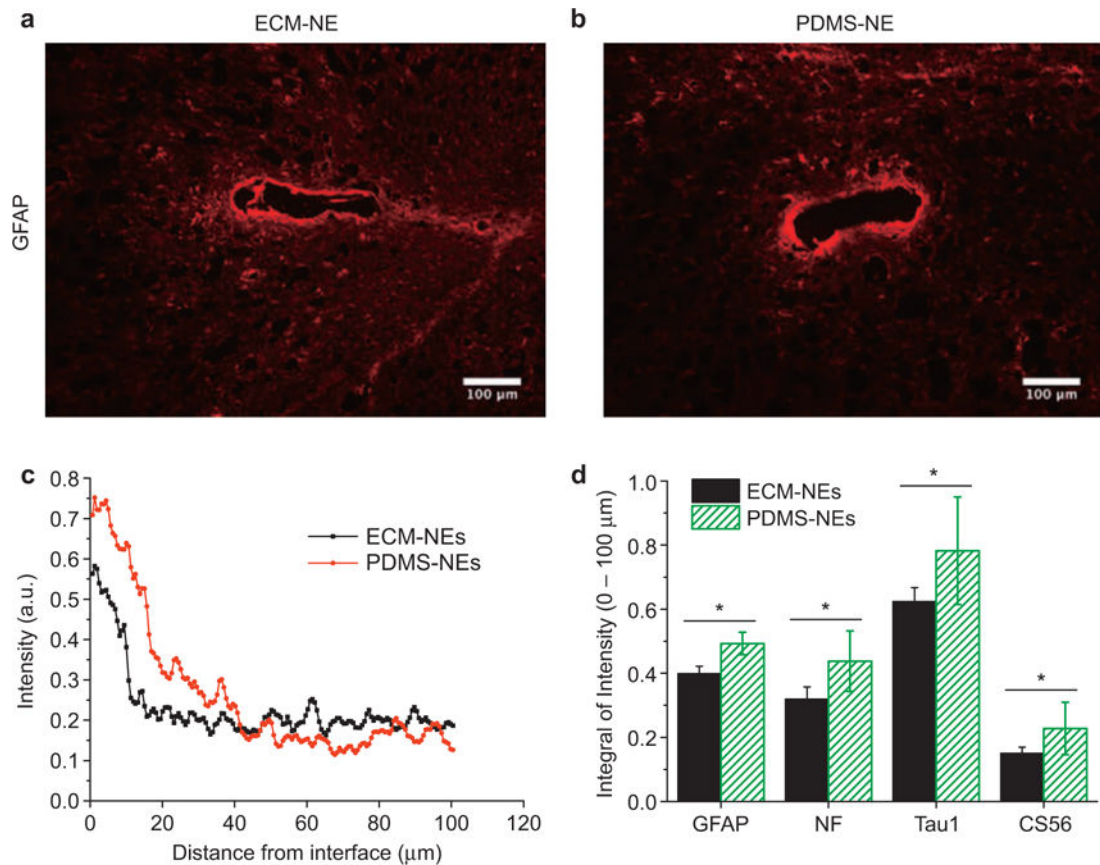 a
ECM-NE
b
PDMS-NE
GFAP
100 μm
100 μm
c
0.8
0.7
0.6
0.5
0.4
0.3
0.2
0.1
0.0
Intensity (a.u.)
ECM-NEs
PDMS-NEs
0 20 40 60 80 100 120
Distance from interface (μm)
d
1.0
0.8
0.6
0.4
0.2
0.0
Integral of Intensity (0 – 100 μm)
ECM-NEs
PDMS-NEs
*
*
*
*
GFAP NF Tau1 CS56